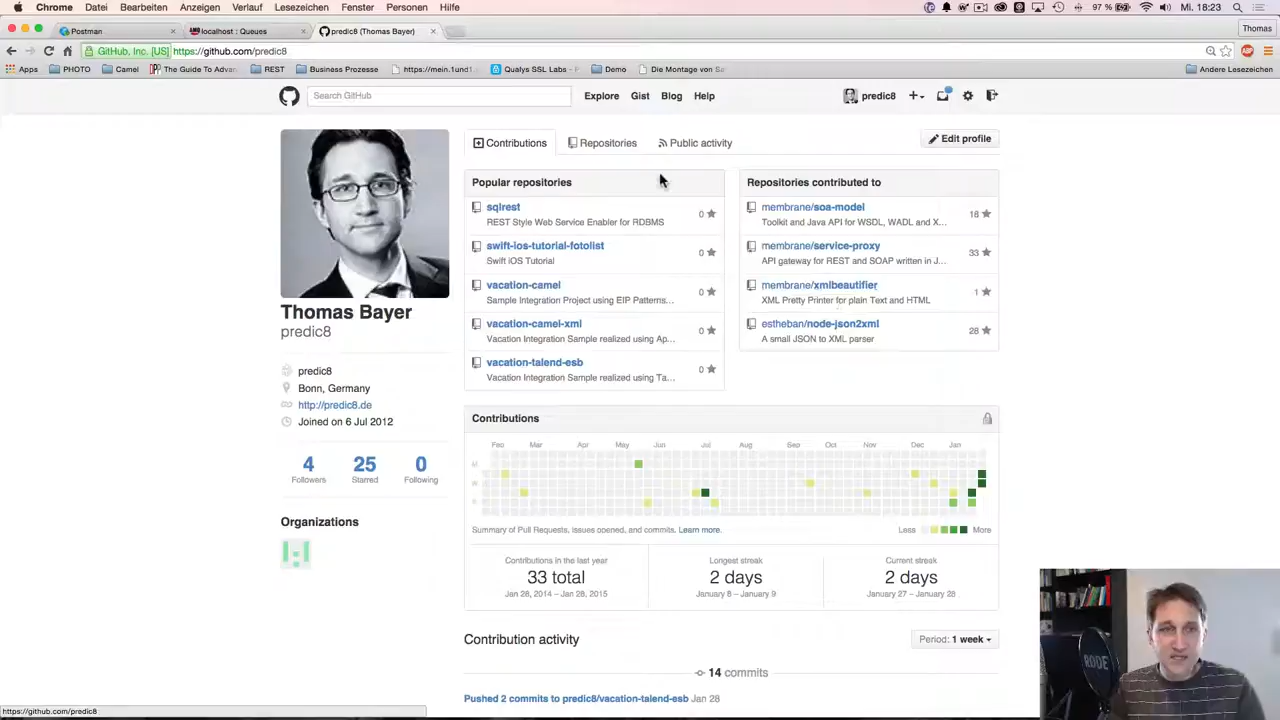 Chrome Datei Bearbeiten Anzeigen Verlauf Lesezeichen Fenster Personen Hilfe 97 % Mi. 18:23
Postman localhost : Queues predic8 (Thomas Bayer) Thomas
GitHub, Inc. [US] https://github.com/predic8
Apps PHOTO Camel The Guide To Advan REST Business Prozesse https://mein.1und1 Qualys SSL Labs - P Demo Die Montage von Sa Andere Lesezeichen
Search GitHub Explore Gist Blog Help predic8
Contributions Repositories Public activity Edit profile
Popular repositories
sqlrest
REST Style Web Service Enabler for RDBMS
0
swift-ios-tutorial-fotolist
Swift iOS Tutorial
0
vacation-camel
Sample Integration Project using EIP Patterns...
0
vacation-camel-xml
Vacation Integration Sample realized using Ap...
0
vacation-talend-esb
Vacation Integration Sample realized using Ta...
0
Repositories contributed to
membrane/soa-model
Toolkit and Java API for WSDL, WADL and X...
18
membrane/service-proxy
API gateway for REST and SOAP written in J...
33
membrane/xmlbeautifier
XML Pretty Printer for plain Text and HTML
1
estheban/node-json2xml
A small JSON to XML parser
28
Thomas Bayer
predic8
predic8
Bonn, Germany
http://predic8.de
Joined on 6 Jul 2012
4 25 0
Followers Starred Following
Organizations
Contributions
Feb Mar Apr May Jun Jul Aug Sep Oct Nov Dec Jan
M
W
F
Summary of Pull Requests, issues opened, and commits. Learn more. Less More
Contributions in the last year
33 total
Jan 28, 2014 – Jan 28, 2015
Longest streak
2 days
January 8 – January 9
Current streak
2 days
January 27 – January 28
Contribution activity Period: 1 week
14 commits
Pushed 2 commits to predic8/vacation-talend-esb Jan 28
https://github.com/predic8
RODE